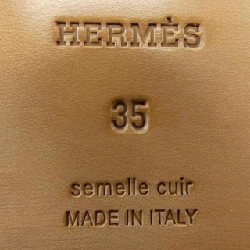 HERMÈS
35
semelle cuir
MADE IN ITALY